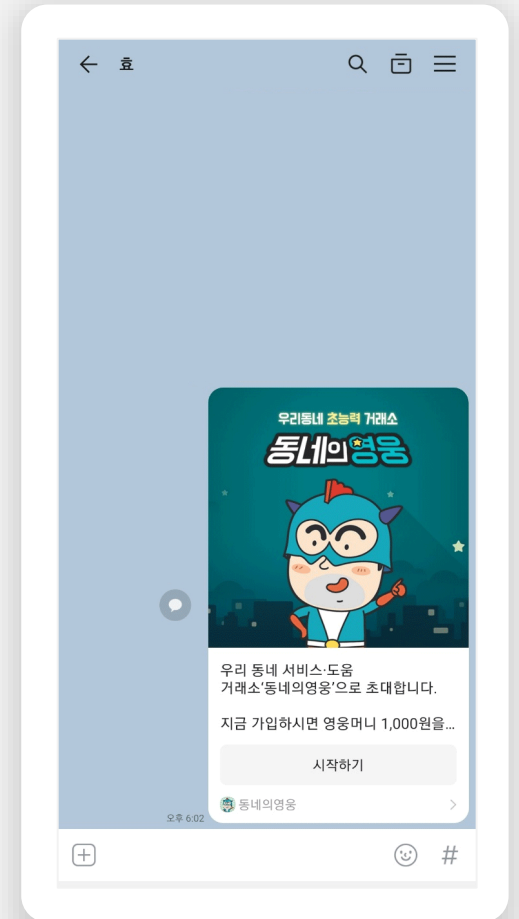 효
우리동네 초능력 거래소
동네의영웅
우리 동네 서비스·도움
거래소‘동네의영웅’으로 초대합니다.
지금 가입하시면 영웅머니 1,000원을…
시작하기
동네의영웅
오후 6:02
#